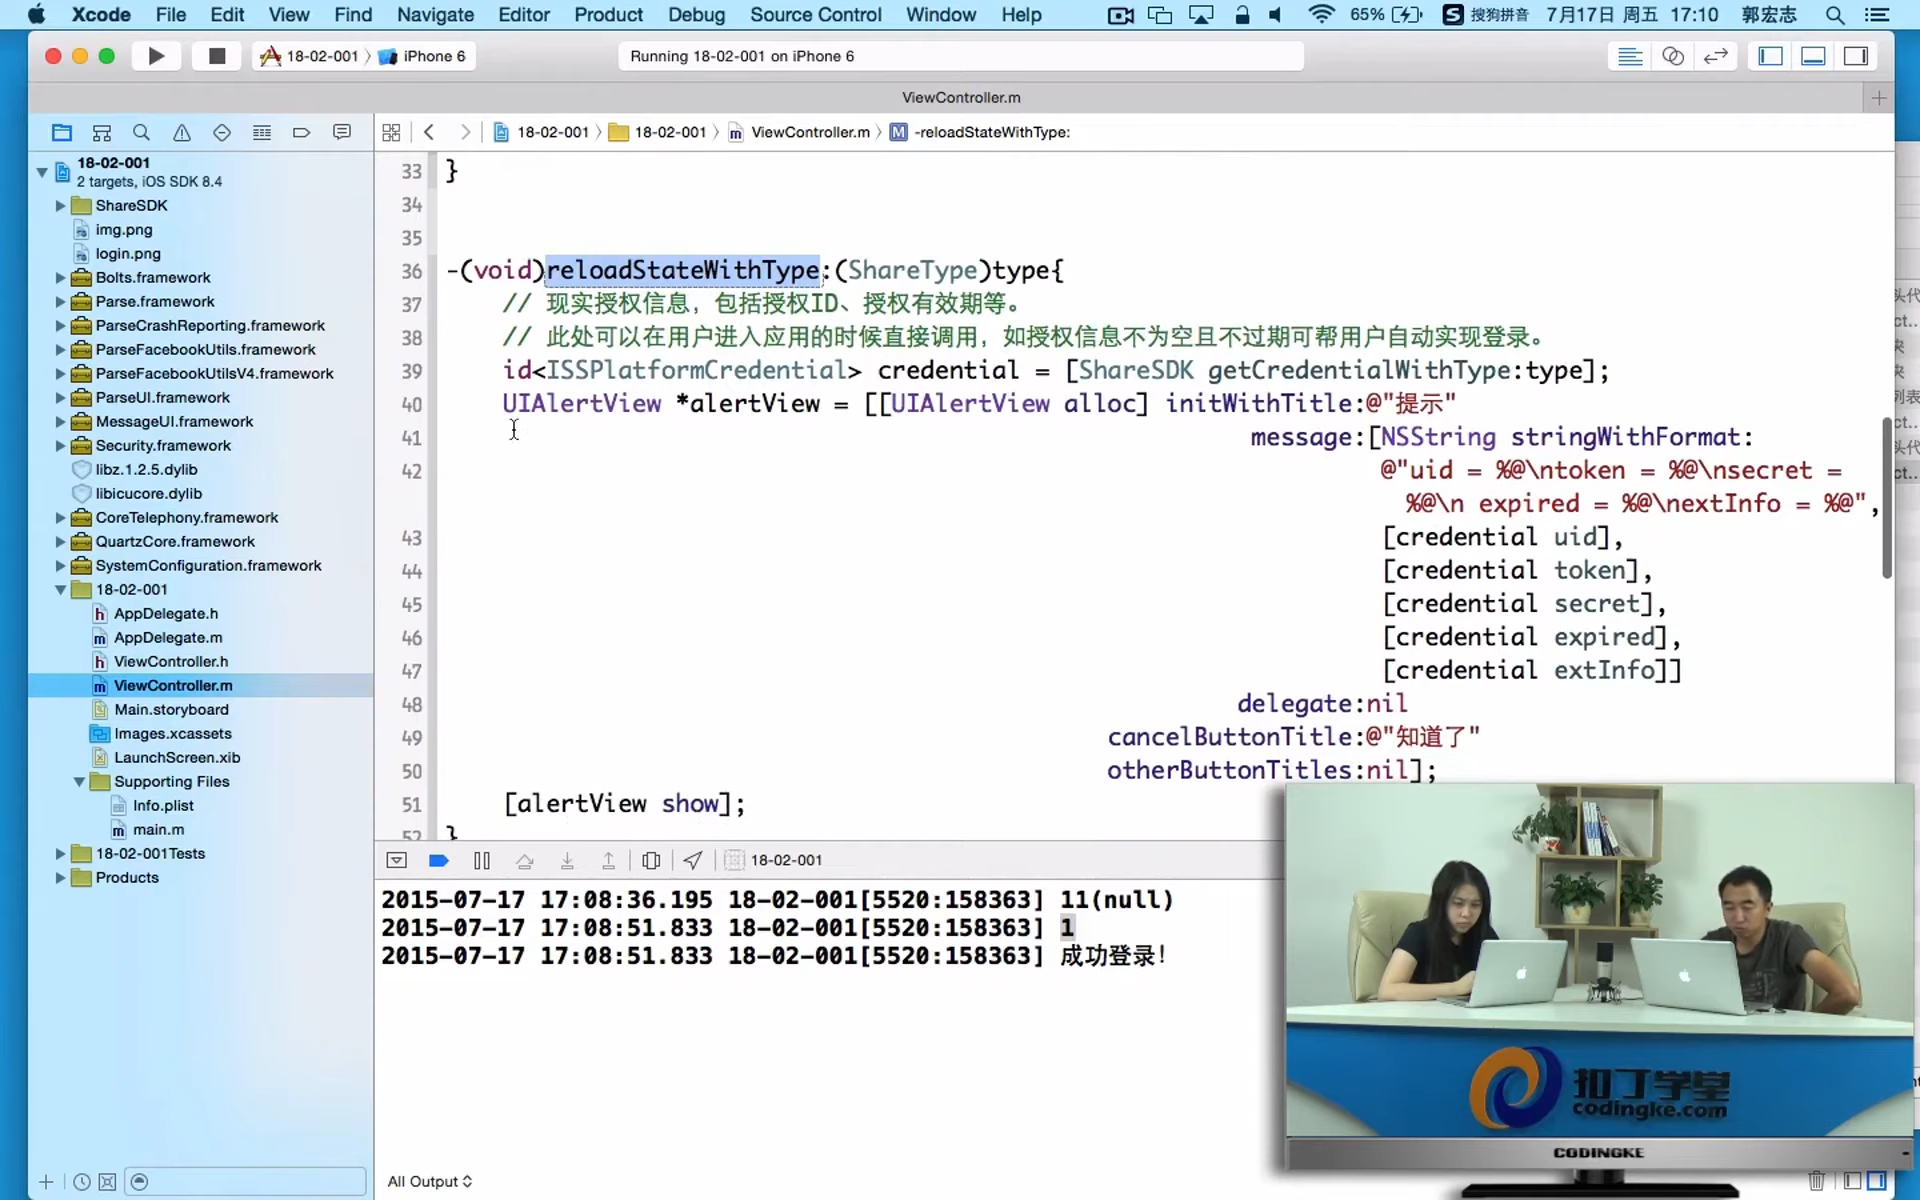 Xcode File Edit View Find Navigate Editor Product Debug Source Control Window Help 65% 搜狗拼音 7月17日 周五 17:10 郭宏志
18-02-001 iPhone 6 Running 18-02-001 on iPhone 6
ViewController.m
18-02-001 18-02-001 ViewController.m -reloadStateWithType:
18-02-001
2 targets, iOS SDK 8.4
ShareSDK
img.png
login.png
Bolts.framework
Parse.framework
ParseCrashReporting.framework
ParseFacebookUtils.framework
ParseFacebookUtilsV4.framework
ParseUI.framework
MessageUI.framework
Security.framework
libz.1.2.5.dylib
libicucore.dylib
CoreTelephony.framework
QuartzCore.framework
SystemConfiguration.framework
18-02-001
AppDelegate.h
AppDelegate.m
ViewController.h
ViewController.m
Main.storyboard
Images.xcassets
LaunchScreen.xib
Supporting Files
Info.plist
main.m
18-02-001Tests
Products
33 }
34
35
36 -(void)reloadStateWithType:(ShareType)type{
37 // 现实授权信息，包括授权ID、授权有效期等。
38 // 此处可以在用户进入应用的时候直接调用，如授权信息不为空且不过期可帮用户自动实现登录。
39 id<ISSPlatformCredential> credential = [ShareSDK getCredentialWithType:type];
40 UIAlertView *alertView = [[UIAlertView alloc] initWithTitle:@"提示"
41 message:[NSString stringWithFormat:
42 @"uid = %@\ntoken = %@\nsecret =
%@\n expired = %@\nextInfo = %@",
43 [credential uid],
44 [credential token],
45 [credential secret],
46 [credential expired],
47 [credential extInfo]]
48 delegate:nil
49 cancelButtonTitle:@"知道了"
50 otherButtonTitles:nil];
51 [alertView show];
52 }
18-02-001
2015-07-17 17:08:36.195 18-02-001[5520:158363] 11(null)
2015-07-17 17:08:51.833 18-02-001[5520:158363] 1
2015-07-17 17:08:51.833 18-02-001[5520:158363] 成功登录!
All Output
扣丁学堂
codingke.com
CODINGKE